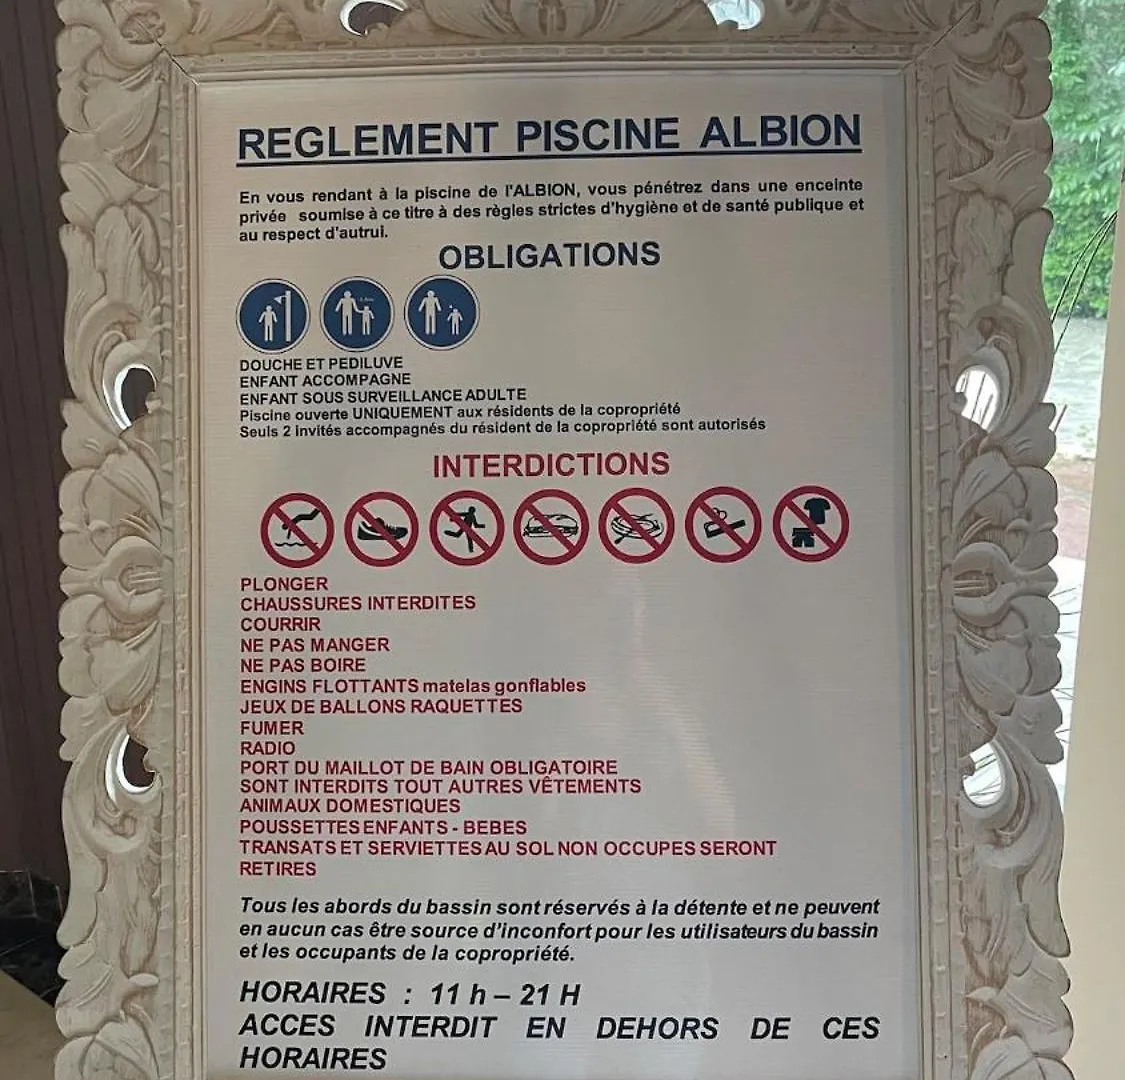 REGLEMENT PISCINE ALBION
En vous rendant à la piscine de l'ALBION, vous pénétrez dans une enceinte
privée soumise à ce titre à des règles strictes d'hygiène et de santé publique et
au respect d'autrui.
OBLIGATIONS
DOUCHE ET PEDILUVE
ENFANT ACCOMPAGNE
ENFANT SOUS SURVEILLANCE ADULTE
Piscine ouverte UNIQUEMENT aux résidents de la copropriété
Seuls 2 invités accompagnés du résident de la copropriété sont autorisés
INTERDICTIONS
PLONGER
CHAUSSURES INTERDITES
COURRIR
NE PAS MANGER
NE PAS BOIRE
ENGINS FLOTTANTS matelas gonflables
JEUX DE BALLONS RAQUETTES
FUMER
RADIO
PORT DU MAILLOT DE BAIN OBLIGATOIRE
SONT INTERDITS TOUT AUTRES VÊTEMENTS
ANIMAUX DOMESTIQUES
POUSSETTES ENFANTS - BEBES
TRANSATS ET SERVIETTES AU SOL NON OCCUPES SERONT
RETIRES
Tous les abords du bassin sont réservés à la détente et ne peuvent
en aucun cas être source d'inconfort pour les utilisateurs du bassin
et les occupants de la copropriété.
HORAIRES : 11 h – 21 H
ACCES INTERDIT EN DEHORS DE CES
HORAIRES